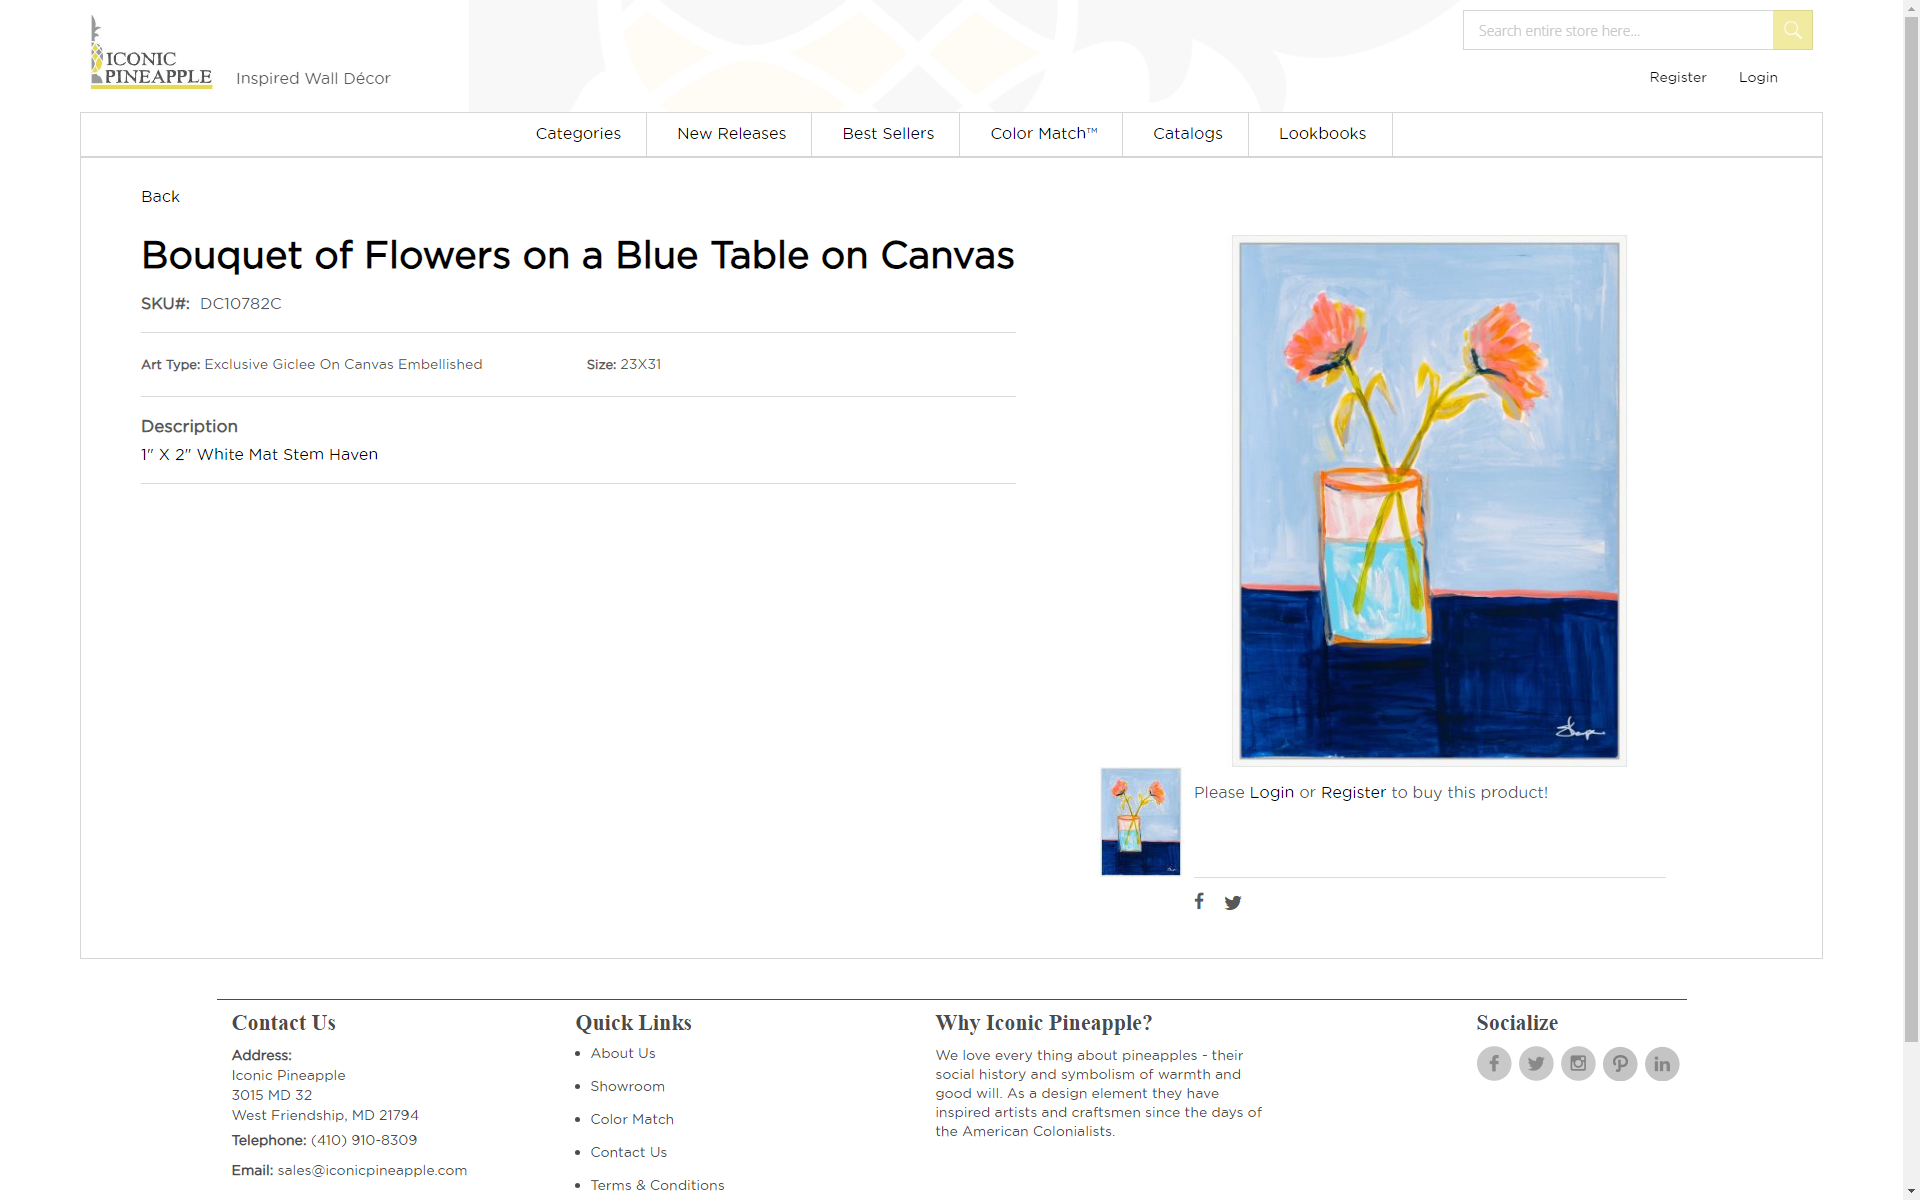 ICONIC
PINEAPPLE
Inspired Wall Décor
Search entire store here...
Register
Login
Categories
New Releases
Best Sellers
Color Match™
Catalogs
Lookbooks
Back
Bouquet of Flowers on a Blue Table on Canvas
SKU#: DC10782C
Art Type: Exclusive Giclee On Canvas Embellished
Size: 23X31
Description
1" X 2" White Mat Stem Haven
Please Login or Register to buy this product!
Contact Us
Address:
Iconic Pineapple
3015 MD 32
West Friendship, MD 21794
Telephone: (410) 910-8309
Email: sales@iconicpineapple.com
Quick Links
About Us
Showroom
Color Match
Contact Us
Terms & Conditions
Why Iconic Pineapple?
We love every thing about pineapples - their
social history and symbolism of warmth and
good will. As a design element they have
inspired artists and craftsmen since the days of
the American Colonialists.
Socialize